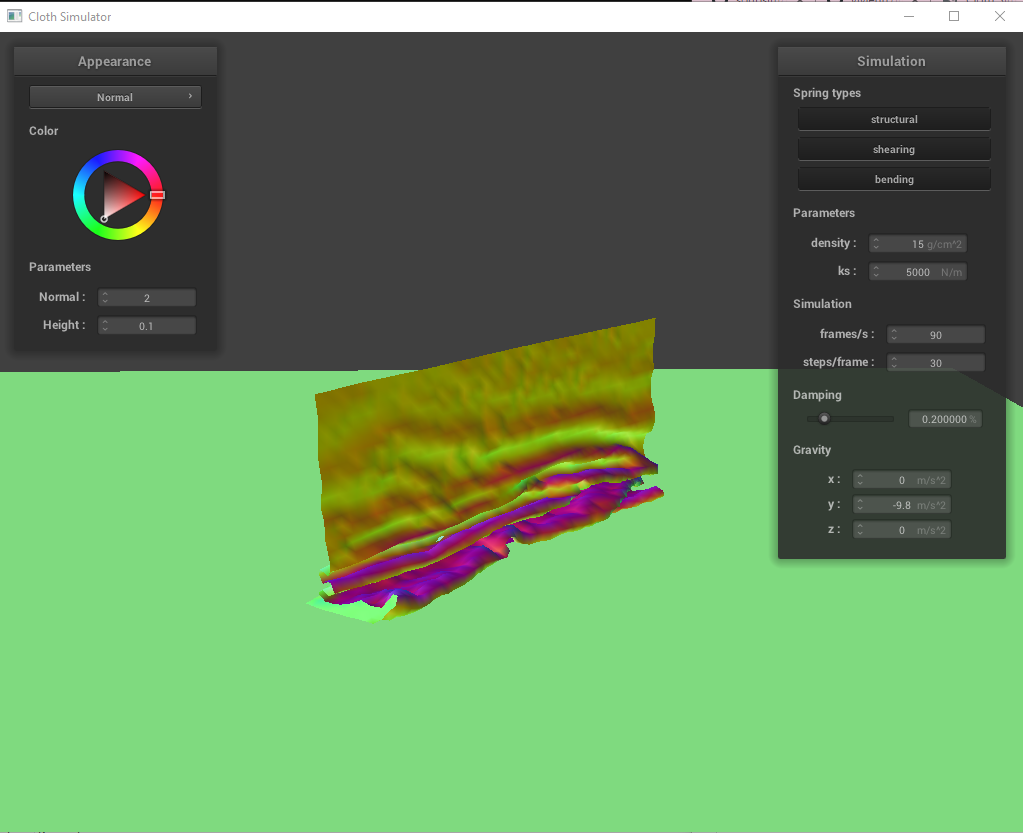 Cloth Simulator
Appearance
Normal
Color
Parameters
Normal : 2
Height : 0.1
Simulation
Spring types
structural
shearing
bending
Parameters
density : 15 g/cm^2
ks : 5000 N/m
Simulation
frames/s : 90
steps/frame : 30
Damping
0.200000 %
Gravity
x : 0 m/s^2
y : -9.8 m/s^2
z : 0 m/s^2